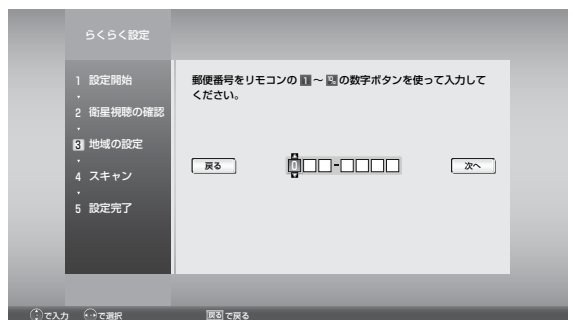 らくらく設定
1 設定開始
2 衛星視聴の確認
3 地域の設定
4 スキャン
5 設定完了
郵便番号をリモコンの 1 ~ の数字ボタンを使って入力して
ください。
戻る
0
-
次へ
で入力 で選択 戻る で戻る